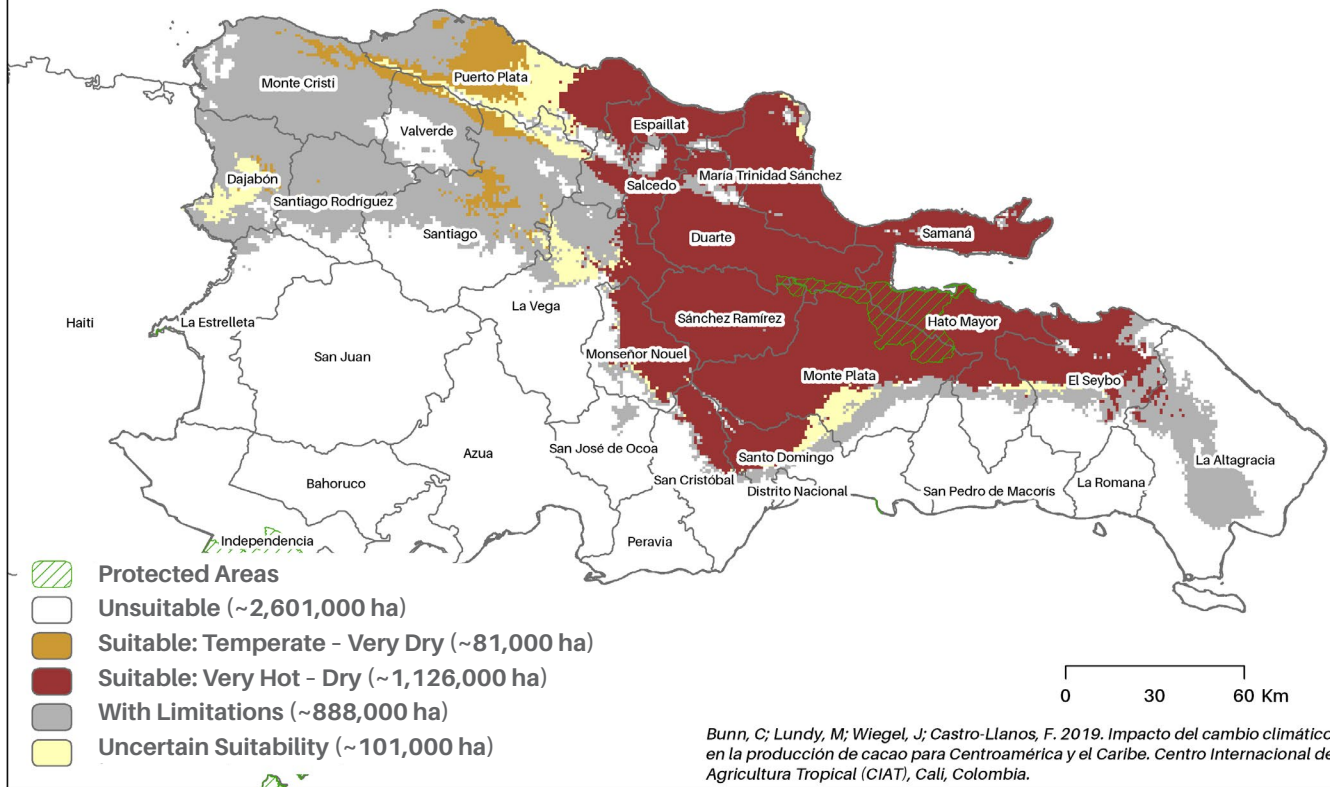 Puerto Plata
Monte Cristi
Espaillat
Valverde
María Trinidad Sánchez
Dajabón
Salcedo
Santiago Rodríguez
Santiago
Duarte
Samaná
La Vega
Haiti
La Estrelleta
Sánchez Ramírez
Hato Mayor
San Juan
Monseñor Nouel
Monte Plata
El Seybo
San José de Ocoa
Azua
Santo Domingo
La Altagracia
Bahoruco
San Cristóbal
Distrito Nacional
San Pedro de Macorís
La Romana
Independencia
Peravia
Protected Areas
Unsuitable (~2,601,000 ha)
Suitable: Temperate - Very Dry (~81,000 ha)
Suitable: Very Hot - Dry (~1,126,000 ha)
With Limitations (~888,000 ha)
Uncertain Suitability (~101,000 ha)
0 30 60 Km
Bunn, C; Lundy, M; Wiegel, J; Castro-Llanos, F. 2019. Impacto del cambio climático
en la producción de cacao para Centroamérica y el Caribe. Centro Internacional de
Agricultura Tropical (CIAT), Cali, Colombia.